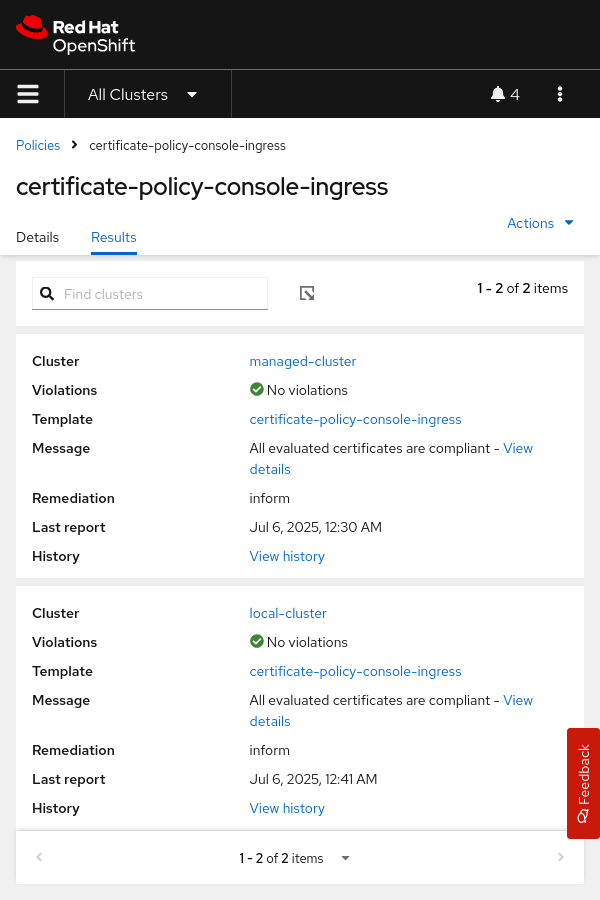 Red Hat
OpenShift
All Clusters
4
Policies
certificate-policy-console-ingress
certificate-policy-console-ingress
Actions
Details
Results
Find clusters
1 - 2 of 2 items
Cluster
managed-cluster
Violations
No violations
Template
certificate-policy-console-ingress
Message
All evaluated certificates are compliant - View
details
Remediation
inform
Last report
Jul 6, 2025, 12:30 AM
History
View history
Cluster
local-cluster
Violations
No violations
Template
certificate-policy-console-ingress
Message
All evaluated certificates are compliant - View
details
Remediation
inform
Last report
Jul 6, 2025, 12:41 AM
History
View history
Feedback
1 - 2 of 2 items